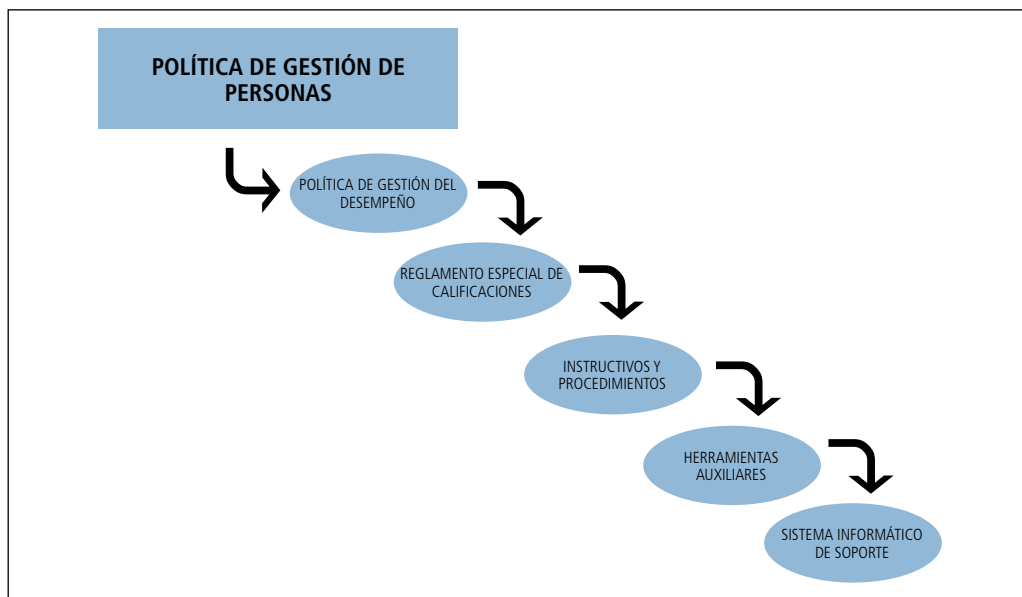 POLÍTICA DE GESTIÓN DE
PERSONAS
POLÍTICA DE GESTIÓN DEL
DESEMPEÑO
REGLAMENTO ESPECIAL DE
CALIFICACIONES
INSTRUCTIVOS Y
PROCEDIMIENTOS
HERRAMIENTAS
AUXILIARES
SISTEMA INFORMÁTICO
DE SOPORTE